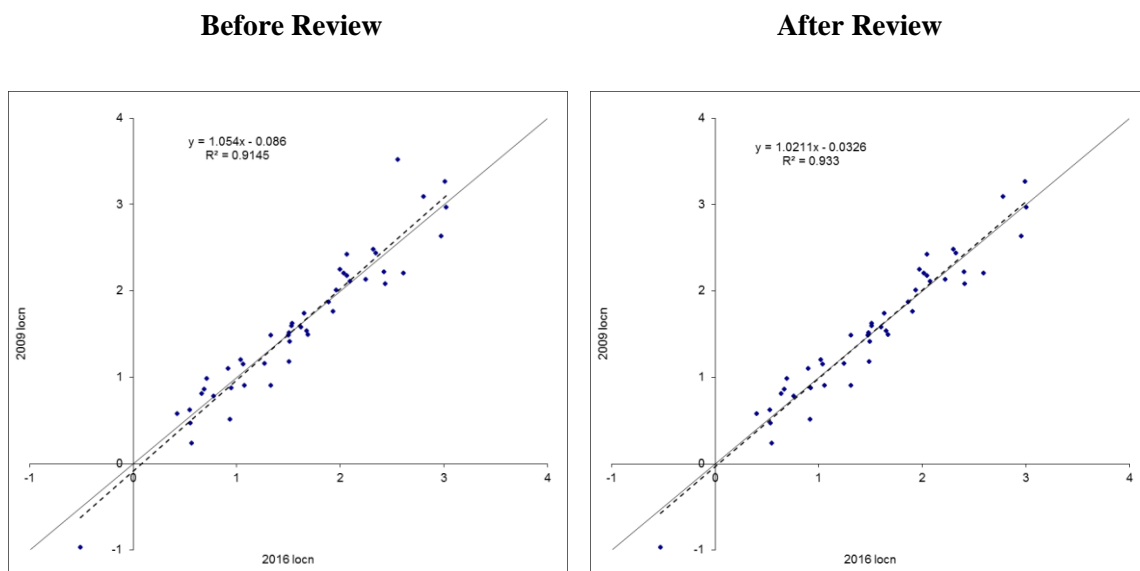 Before Review
After Review
4
y = 1.054x - 0.086
R² = 0.9145
3
2
2009 locn
1
0
-1
0
1
2
3
4
-1
2016 locn
4
y = 1.0211x - 0.0326
R² = 0.933
3
2
2009 locn
1
0
-1
0
1
2
3
4
-1
2016 locn